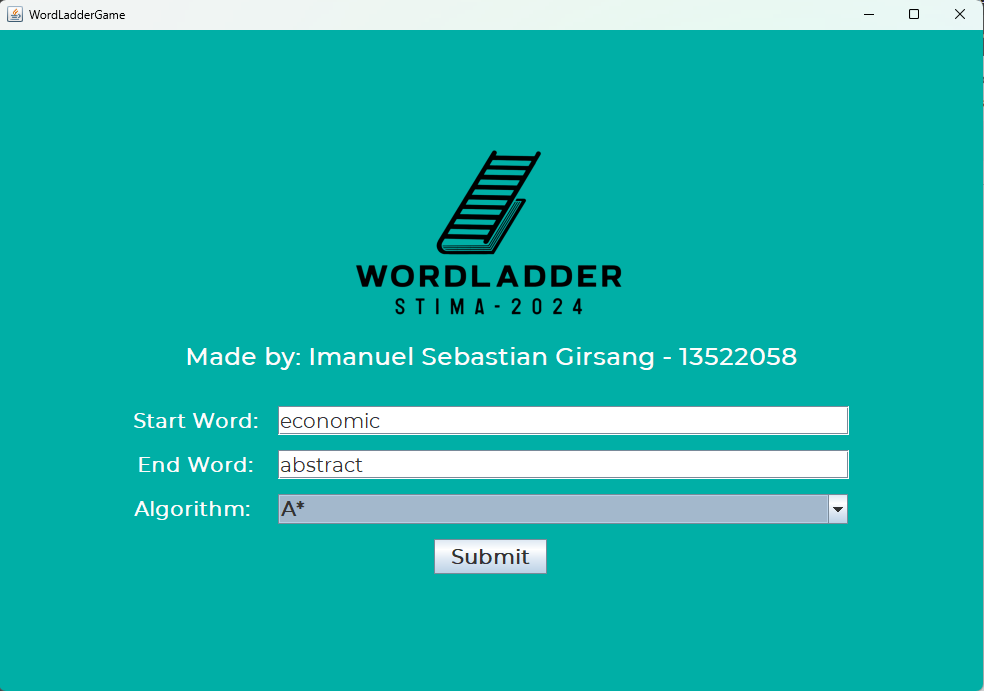 WordLadderGame
WORDLADDER
STIMA-2024
Made by: Imanuel Sebastian Girsang - 13522058
Start Word: economic
End Word: abstract
Algorithm: A*
Submit